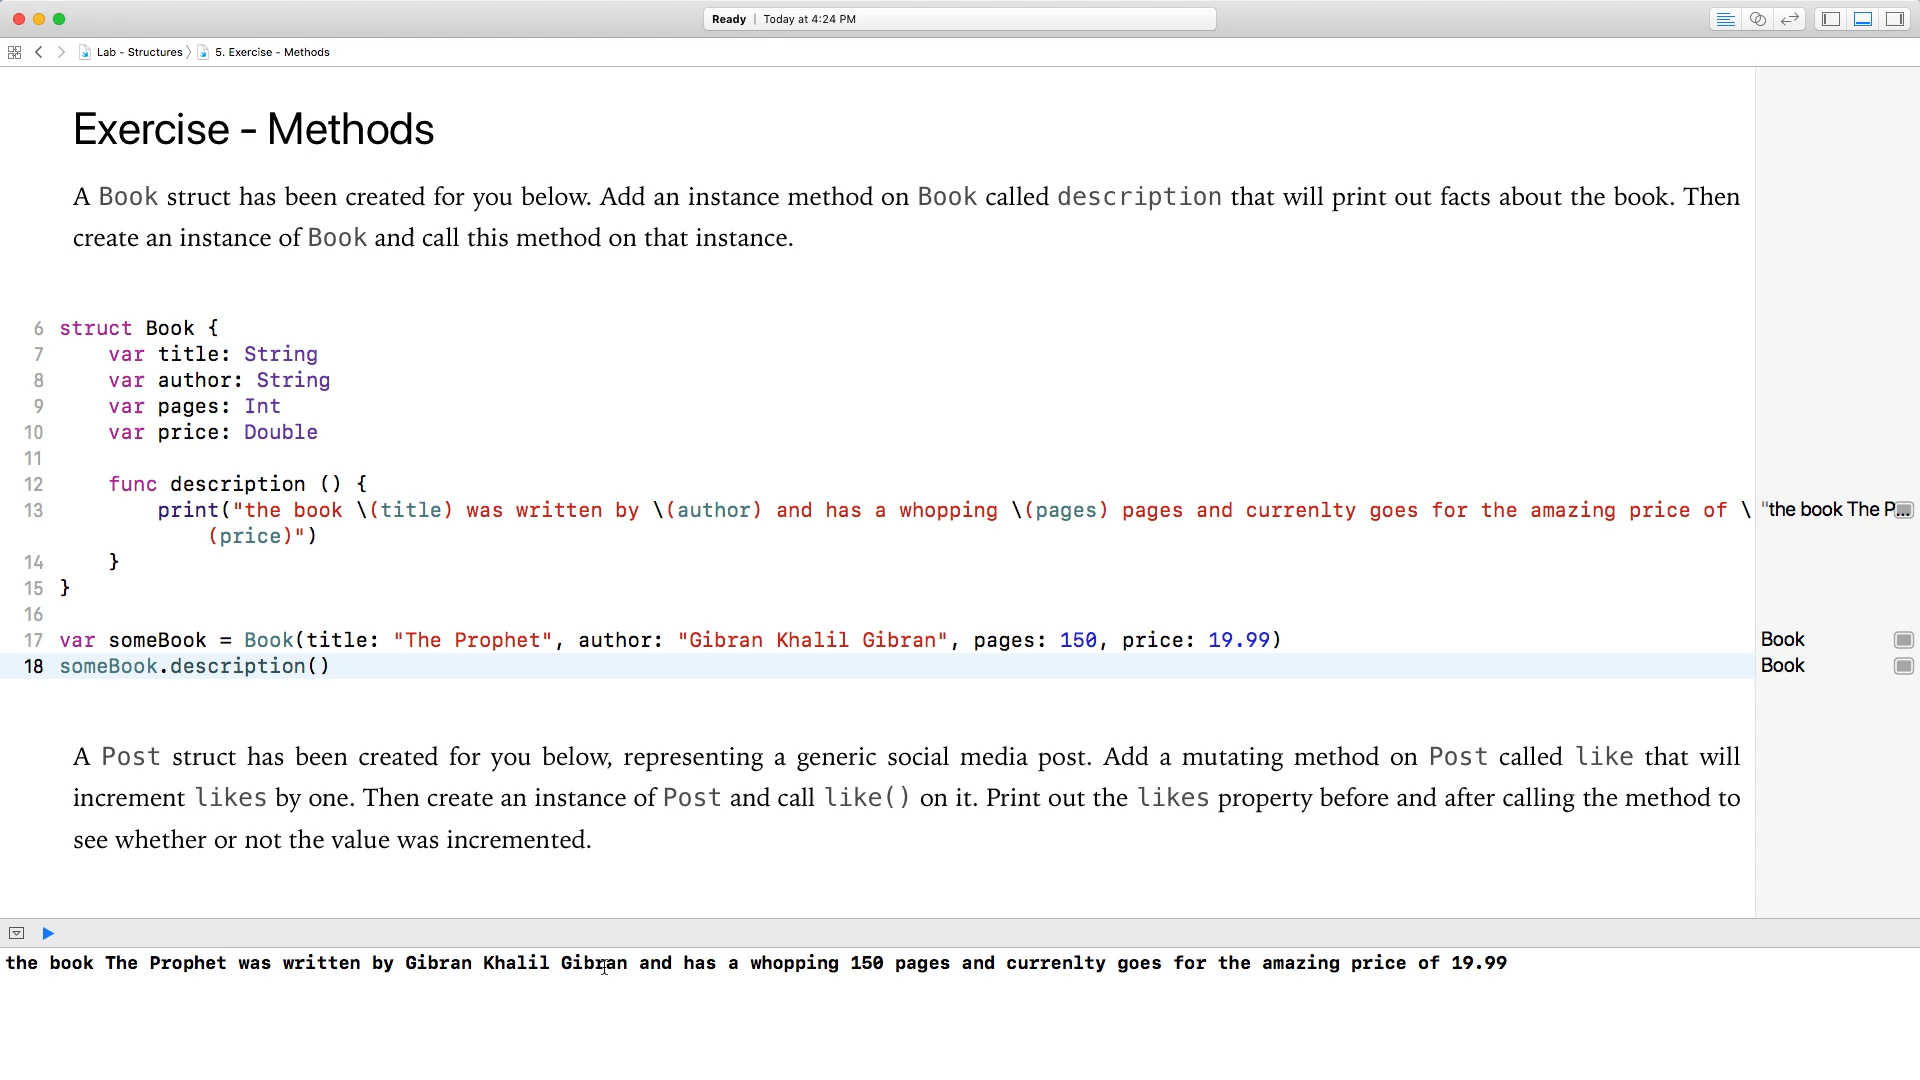 Ready | Today at 4:24 PM
Lab - Structures 〉 5. Exercise - Methods
Exercise - Methods
A Book struct has been created for you below. Add an instance method on Book called description that will print out facts about the book. Then
create an instance of Book and call this method on that instance.
6 struct Book {
7 var title: String
8 var author: String
9 var pages: Int
10 var price: Double
11
12 func description () {
13 print("the book \(title) was written by \(author) and has a whopping \(pages) pages and currenlty goes for the amazing price of \ "the book The P...
(price)")
14 }
15 }
16
17 var someBook = Book(title: "The Prophet", author: "Gibran Khalil Gibran", pages: 150, price: 19.99) Book
18 someBook.description() Book
A Post struct has been created for you below, representing a generic social media post. Add a mutating method on Post called like that will
increment likes by one. Then create an instance of Post and call like() on it. Print out the likes property before and after calling the method to
see whether or not the value was incremented.
the book The Prophet was written by Gibran Khalil Gibran and has a whopping 150 pages and currenlty goes for the amazing price of 19.99